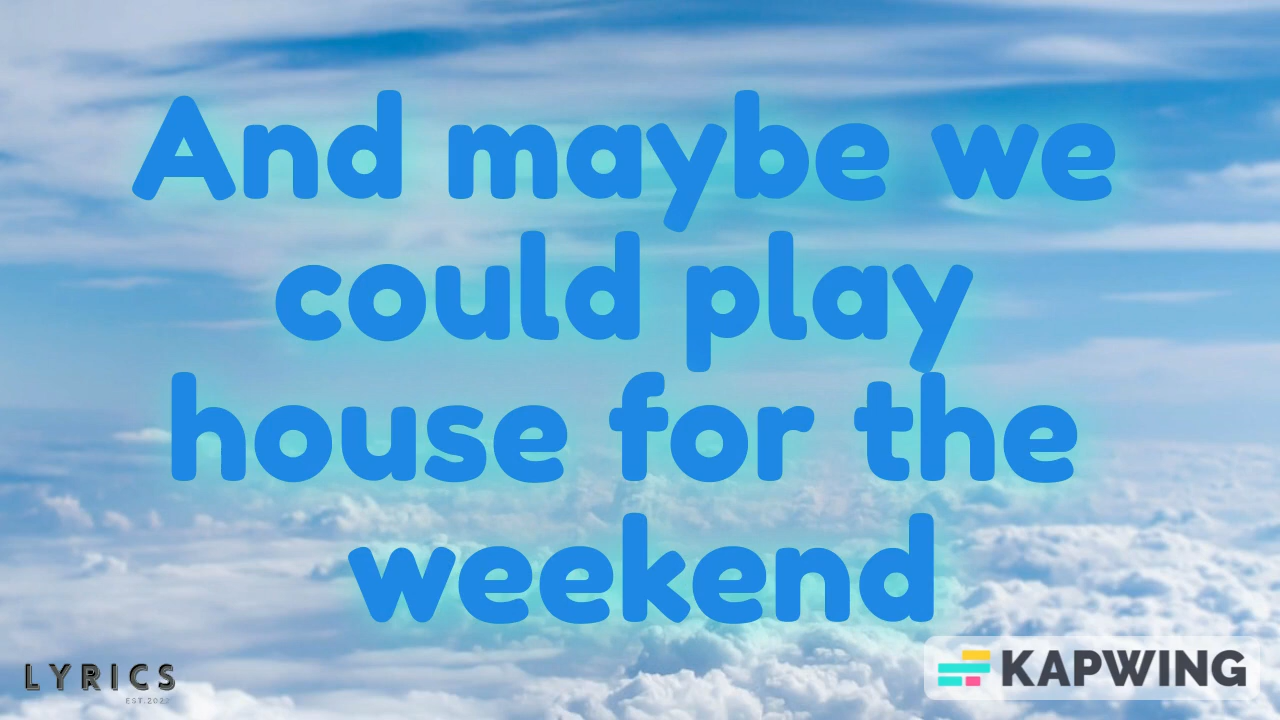 And maybe we
could play
house for the
weekend
LYRICS
KAPWING